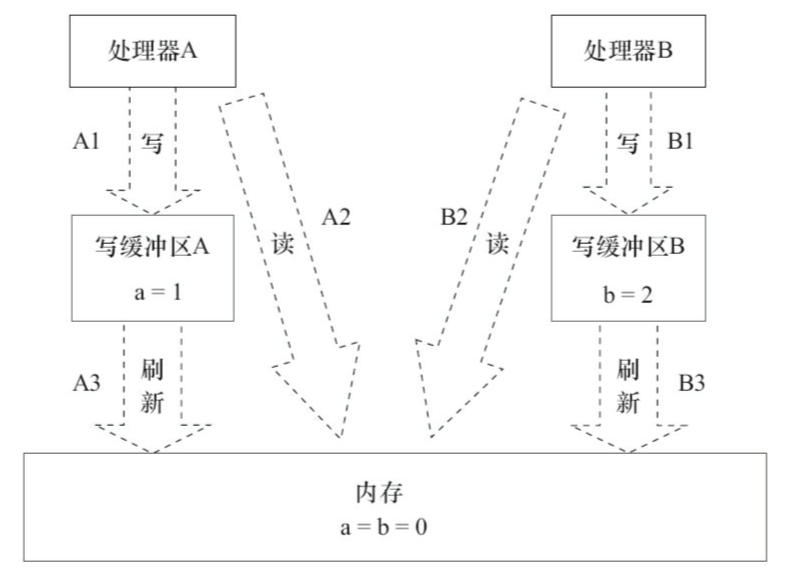 处理器A
处理器B
A1
写
写
B1
A2
B2
读
读
写缓冲区A
a = 1
写缓冲区B
b = 2
A3
刷
新
刷
新
B3
内存
a = b = 0